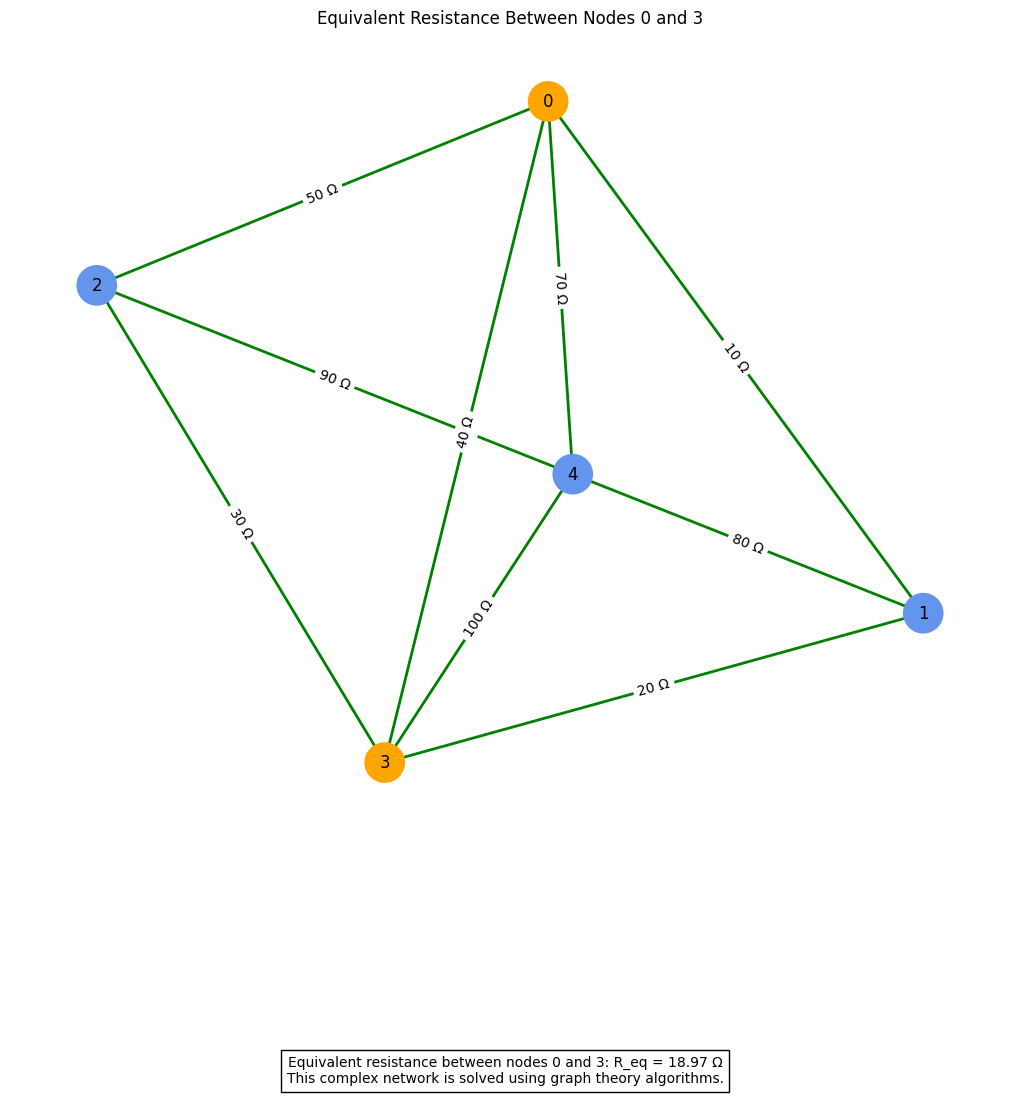 Equivalent Resistance Between Nodes 0 and 3
0
50 Ω
2
70 Ω
10 Ω
90 Ω
40 Ω
4
30 Ω
80 Ω
100 Ω
1
20 Ω
3
Equivalent resistance between nodes 0 and 3: R_eq = 18.97 Ω
This complex network is solved using graph theory algorithms.